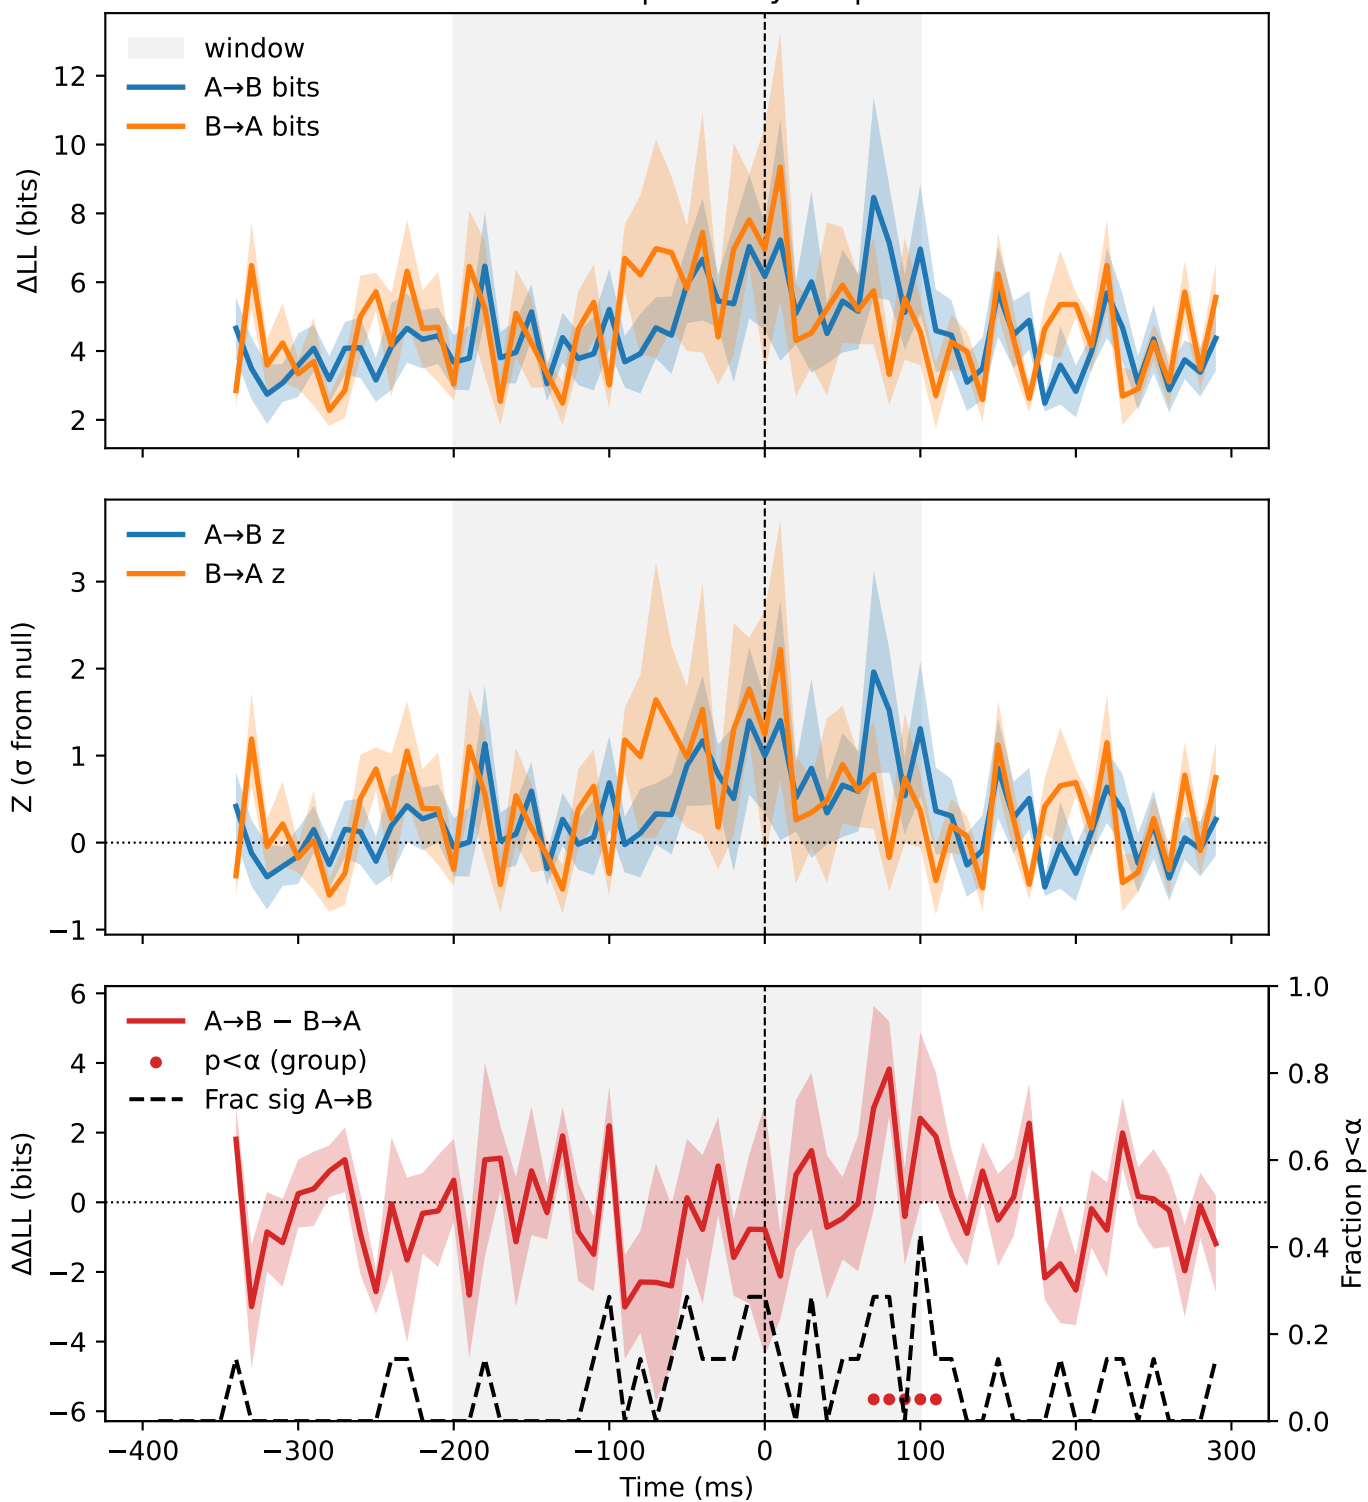 window
A→B bits
B→A bits
ΔLL (bits)
12
10
8
6
4
2
A→B z
B→A z
Z (σ from null)
3
2
1
0
−1
A→B − B→A
p<α (group)
Frac sig A→B
ΔΔLL (bits)
6
4
2
0
−2
−4
−6
1.0
0.8
0.6
0.4
0.2
0.0
Fraction p<α
−400
−300
−200
−100
0
100
200
300
Time (ms)